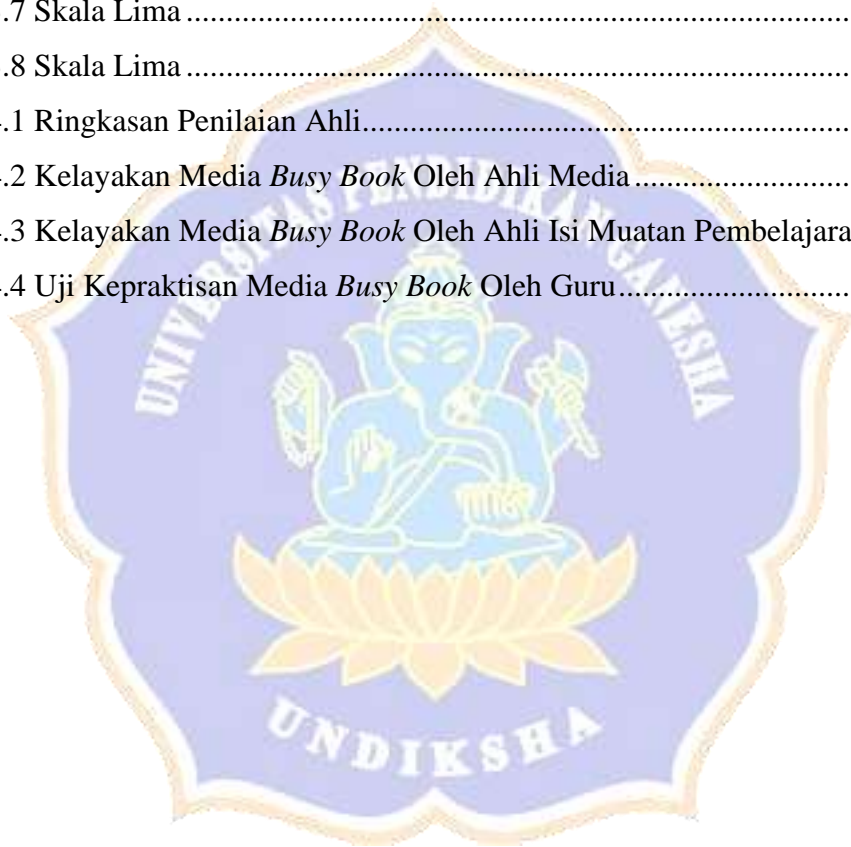 .7 Skala Lima ........................................................................................
.8 Skala Lima ........................................................................................
.1 Ringkasan Penilaian Ahli................................................................
.2 Kelayakan Media Busy Book Oleh Ahli Media ............................
.3 Kelayakan Media Busy Book Oleh Ahli Isi Muatan Pembelajara
.4 Uji Kepraktisan Media Busy Book Oleh Guru..............................
UNIVERSITAS PENDIDIKAN GANESHA
UNDIKSHA